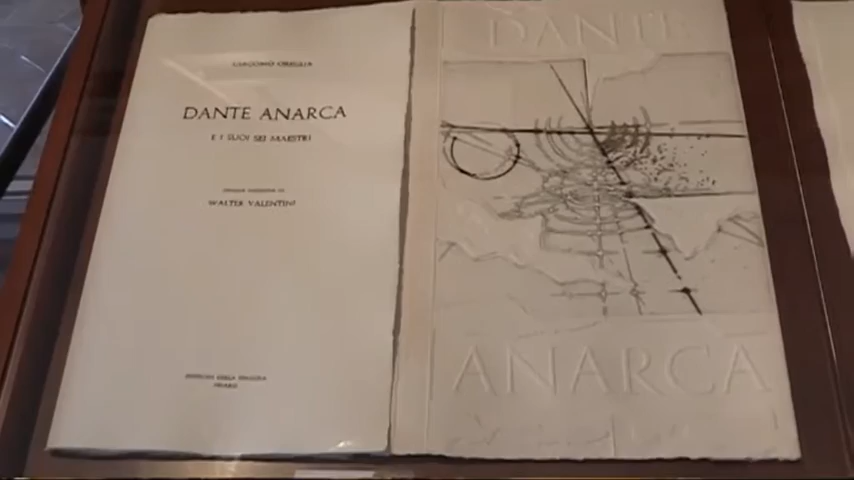 GIACOMO OREGLIA
DANTE ANARCA
E I SUOI SEI MAESTRI
WALTER VALENTINI
DANTE
ANARCA